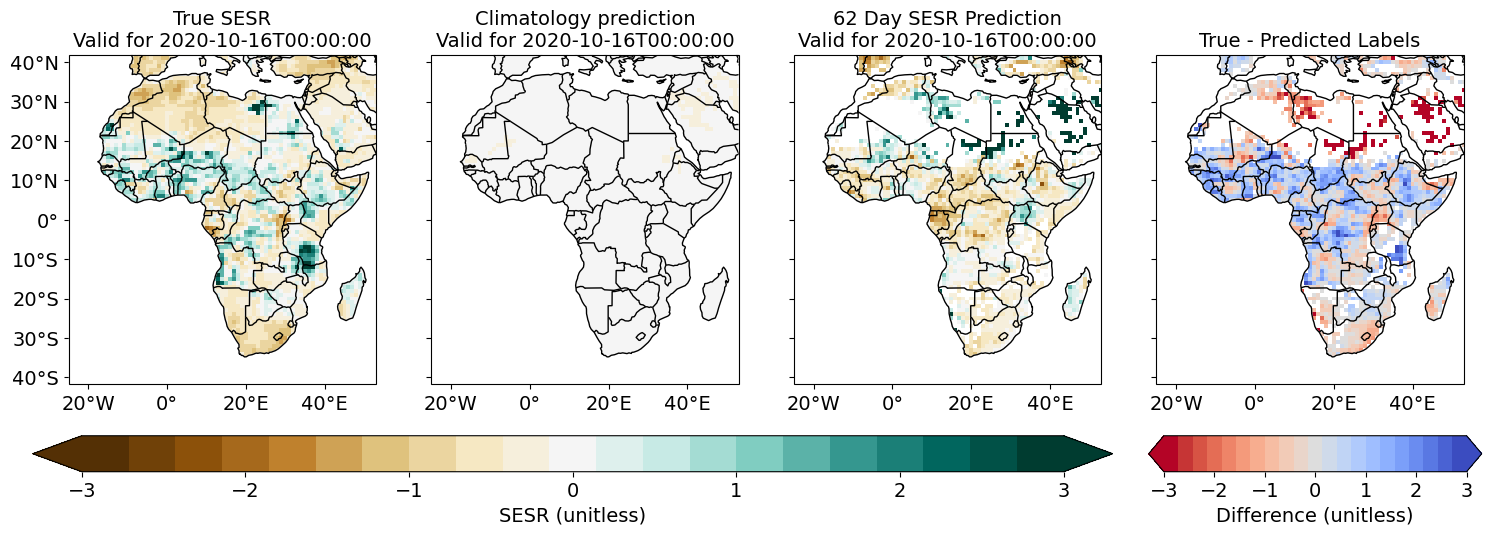 True SESR
Valid for 2020-10-16T00:00:00
Climatology prediction
Valid for 2020-10-16T00:00:00
62 Day SESR Prediction
Valid for 2020-10-16T00:00:00
True - Predicted Labels
40°N
30°N
20°N
10°N
0°
10°S
20°S
30°S
40°S
20°W 0° 20°E 40°E
20°W 0° 20°E 40°E
20°W 0° 20°E 40°E
20°W 0° 20°E 40°E
−3 −2 −1 0 1 2 3
SESR (unitless)
−3 −2 −1 0 1 2 3
Difference (unitless)